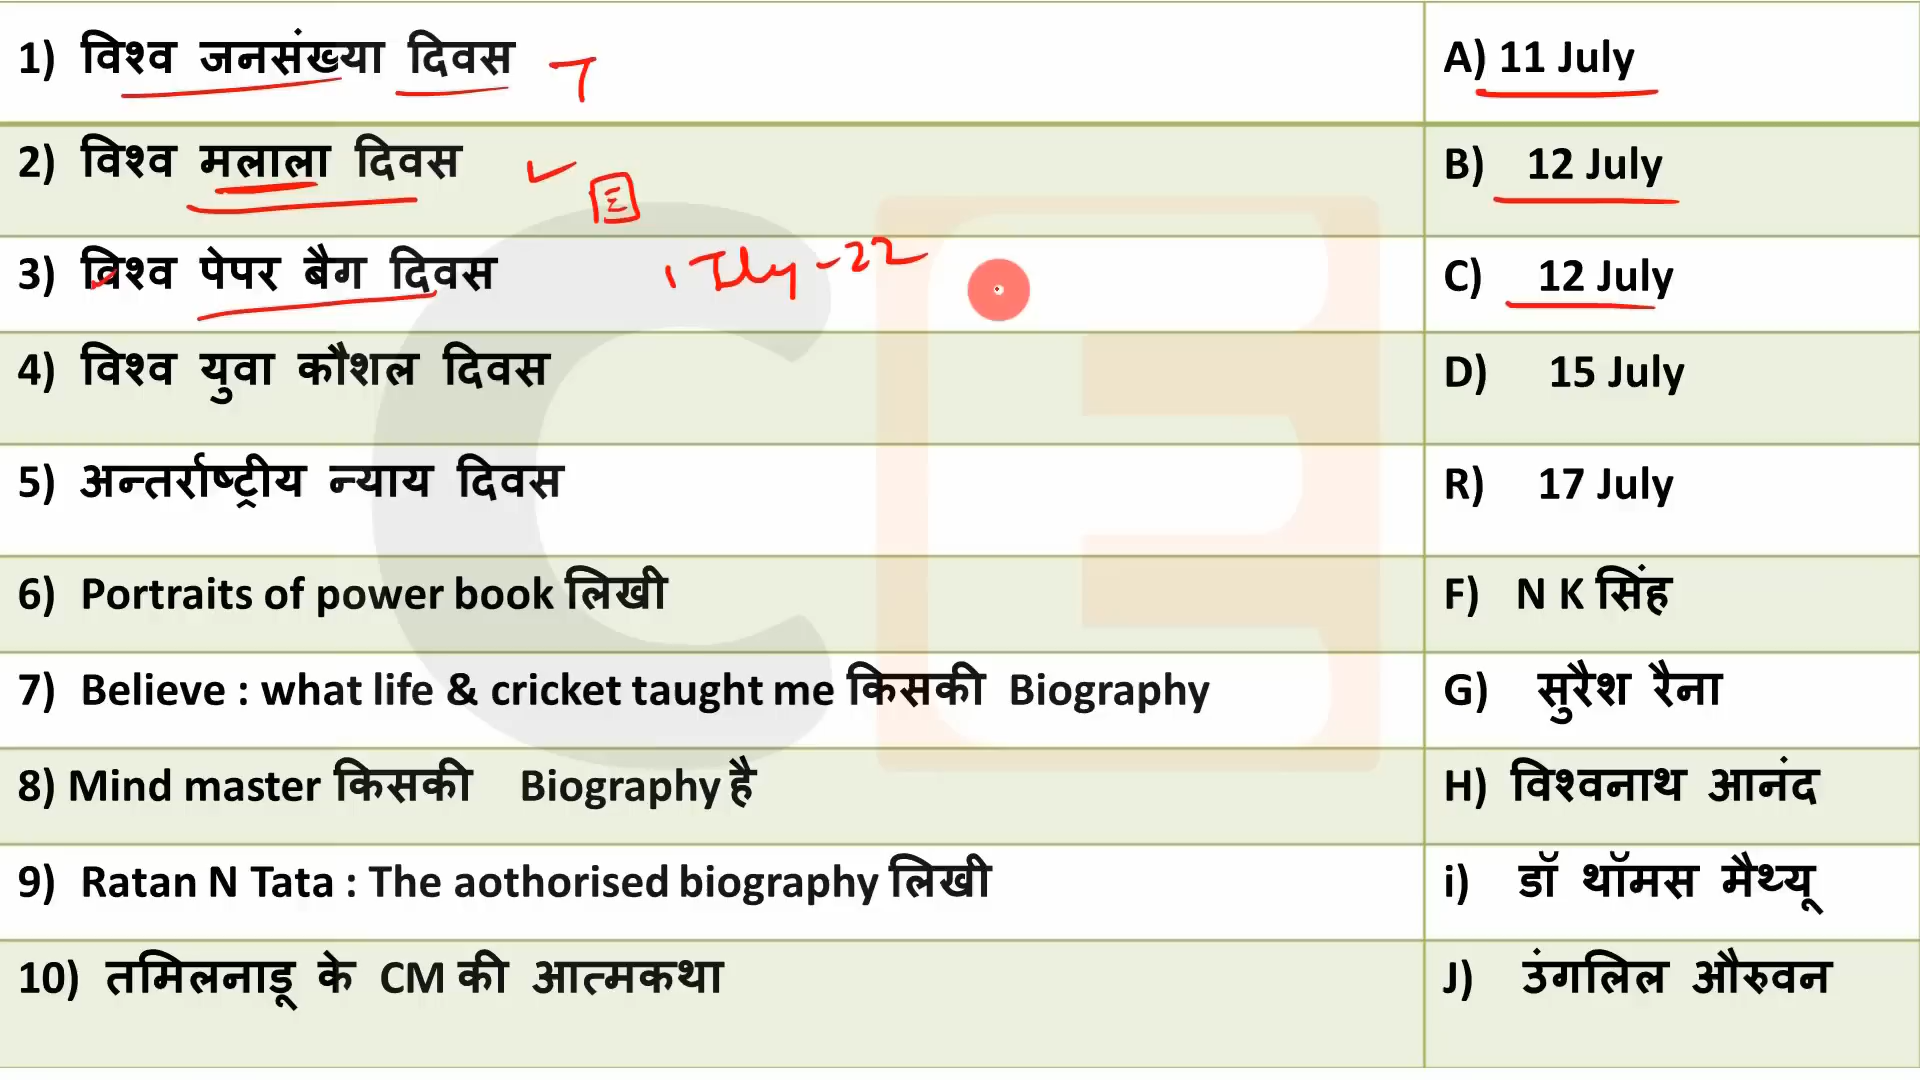 1) विश्व जनसंख्या दिवस A) 11 July
2) विश्व मलाला दिवस B) 12 July
E
3) विश्व पेपर बैग दिवस 1 July -22 C) 12 July
4) विश्व युवा कौशल दिवस D) 15 July
5) अन्तर्राष्ट्रीय न्याय दिवस R) 17 July
6) Portraits of power book लिखी F) N K सिंह
7) Believe : what life & cricket taught me किसकी Biography G) सुरैश रैना
8) Mind master किसकी Biography है H) विश्वनाथ आनंद
9) Ratan N Tata : The aothorised biography लिखी i) डॉ थॉमस मैथ्यू
10) तमिलनाडू के CM की आत्मकथा J) उंगलिल औरुवन